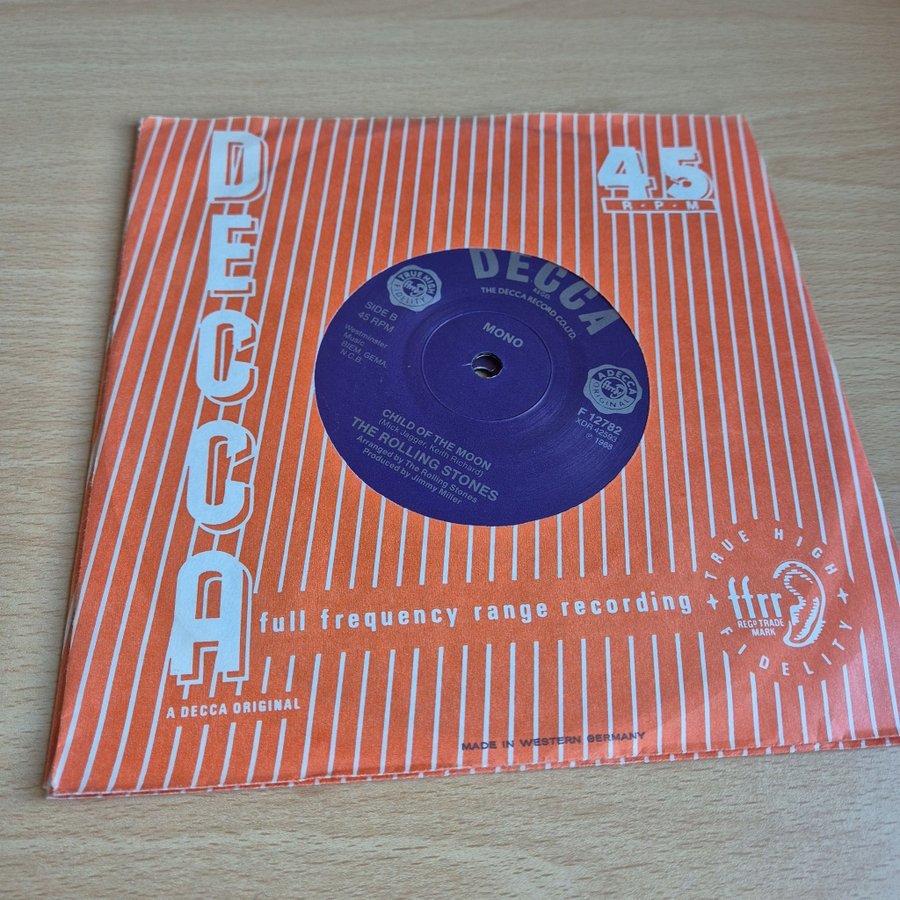 DECCA
45
R·P·M
TRUE HIGH
FIDELITY
ffrr
DECCA
REGD.
THE DECCA RECORD CO. LTD.
SIDE B
45 RPM
MONO
Westminster
Music
BIEM, GEMA,
N.C.B.
A DECCA
ORIGINAL
ffrr
F 12782
XDR 42593
℗ 1968
CHILD OF THE MOON
(Mick Jagger, Keith Richard)
THE ROLLING STONES
Arranged by The Rolling Stones
Produced by Jimmy Miller
full frequency range recording
+ TRUE HIGH +
FIDELITY
ffrr
REGD TRADE
MARK
A DECCA ORIGINAL
MADE IN WESTERN GERMANY